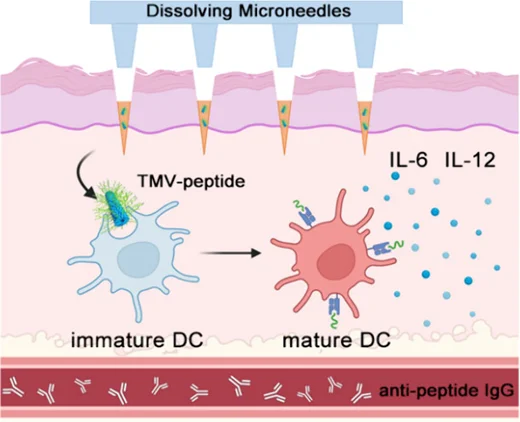 Dissolving Microneedles
IL-6 IL-12
TMV-peptide
immature DC
mature DC
anti-peptide IgG